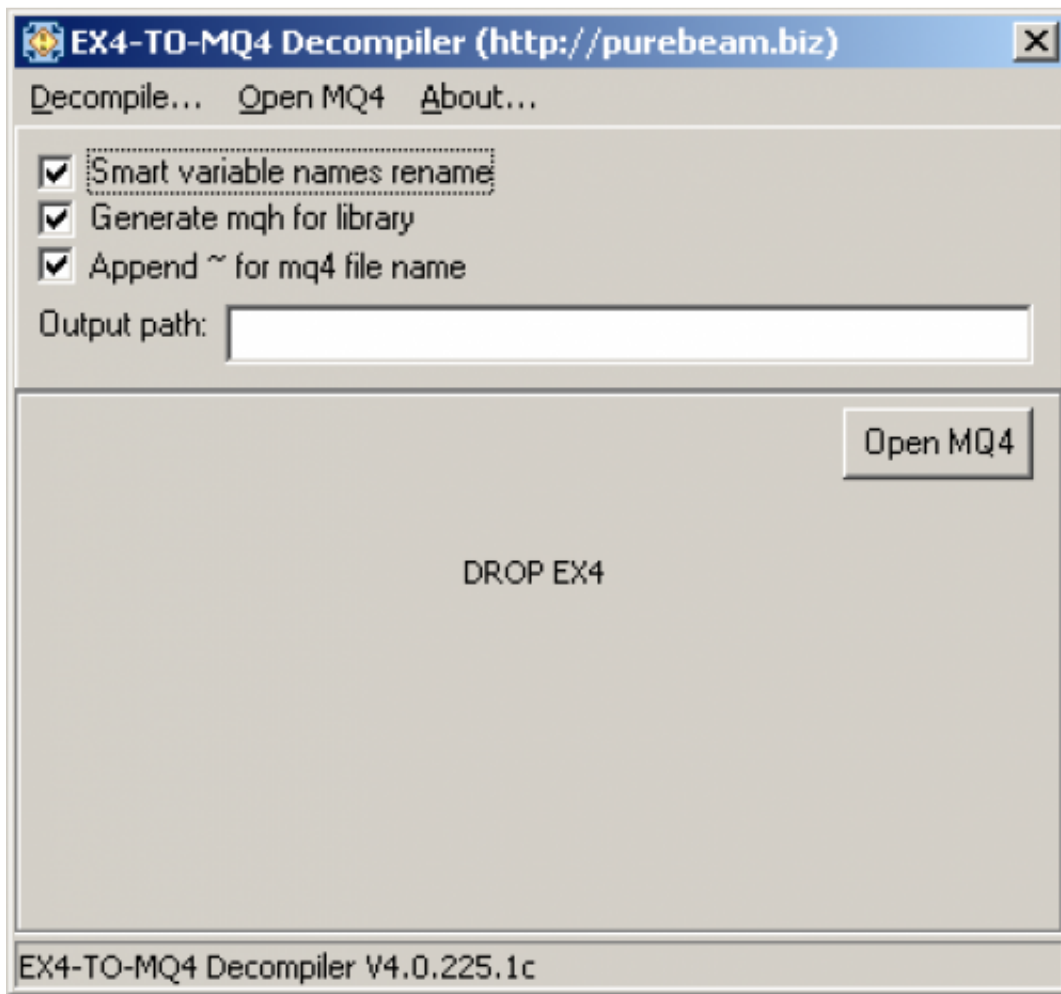 EX4-TO-MQ4 Decompiler (http://purebeam.biz)
Decompile... Open MQ4 About...
Smart variable names rename
Generate mqh for library
Append ~ for mq4 file name
Output path:
Open MQ4
DROP EX4
EX4-TO-MQ4 Decompiler V4.0.225.1c